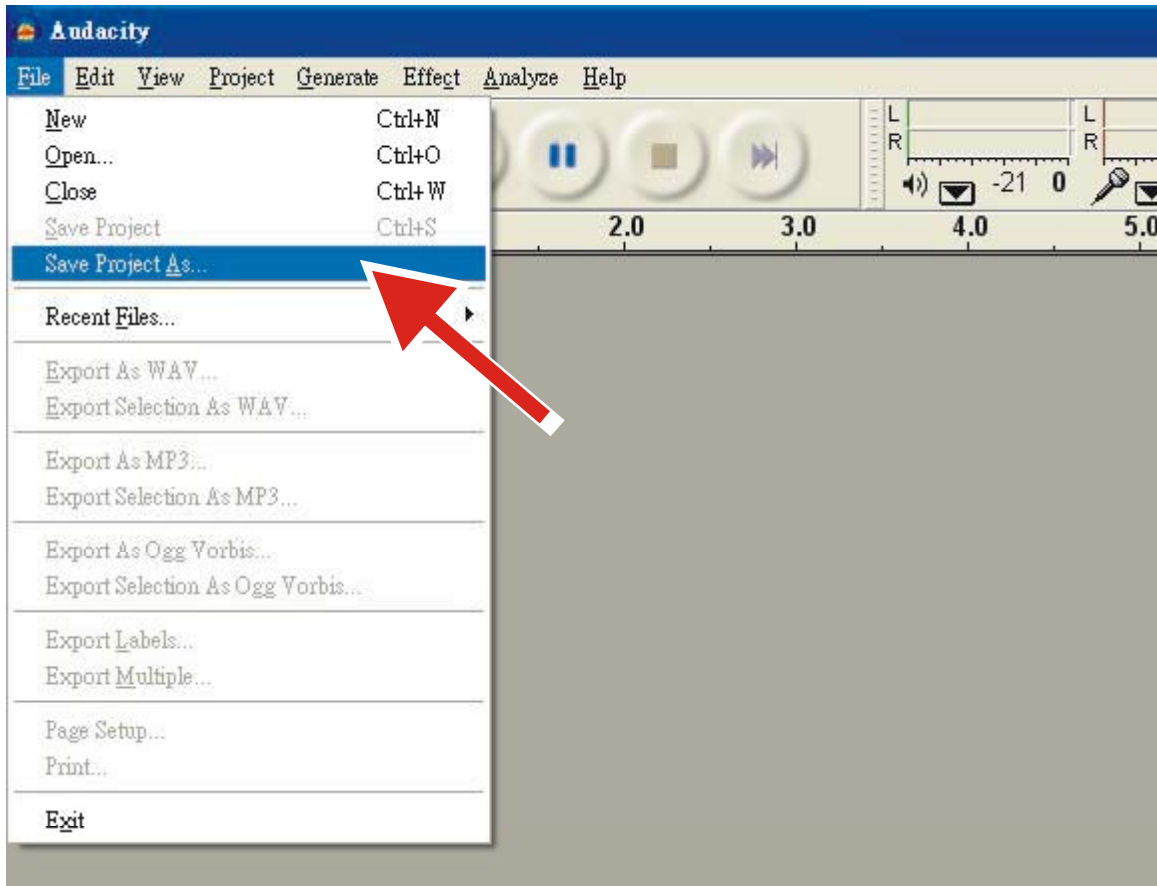 Audacity
File Edit View Project Generate Effect Analyze Help
New Ctrl+N
Open... Ctrl+O
Close Ctrl+W
Save Project Ctrl+S
Save Project As...
Recent Files...
Export As WAV...
Export Selection As WAV...
Export As MP3...
Export Selection As MP3...
Export As Ogg Vorbis...
Export Selection As Ogg Vorbis...
Export Labels...
Export Multiple...
Page Setup...
Print...
Exit
L L
R R
-21 0
2.0 3.0 4.0 5.0